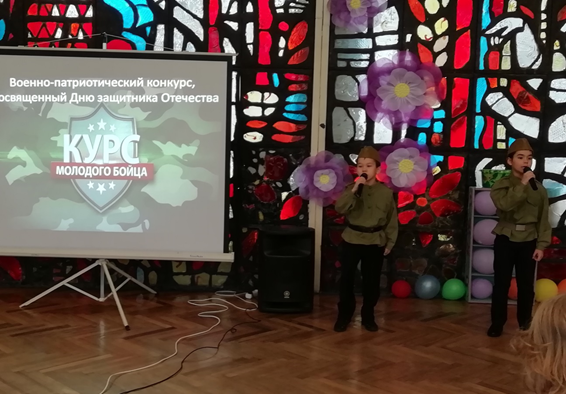 Военно-патриотический конкурс,
посвященный Дню защитника Отечества
КУРС
МОЛОДОГО БОЙЦА